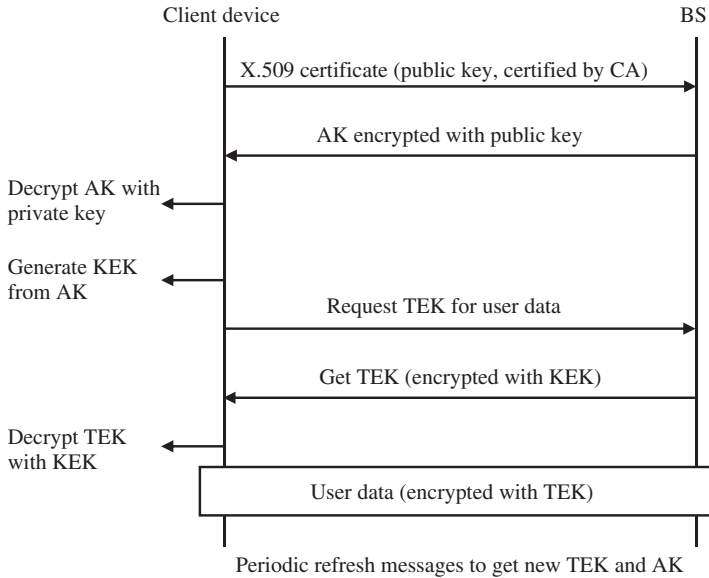 Client device
BS
X.509 certificate (public key, certified by CA)
AK encrypted with public key
Decrypt AK with
private key
Generate KEK
from AK
Request TEK for user data
Get TEK (encrypted with KEK)
Decrypt TEK
with KEK
User data (encrypted with TEK)
Periodic refresh messages to get new TEK and AK